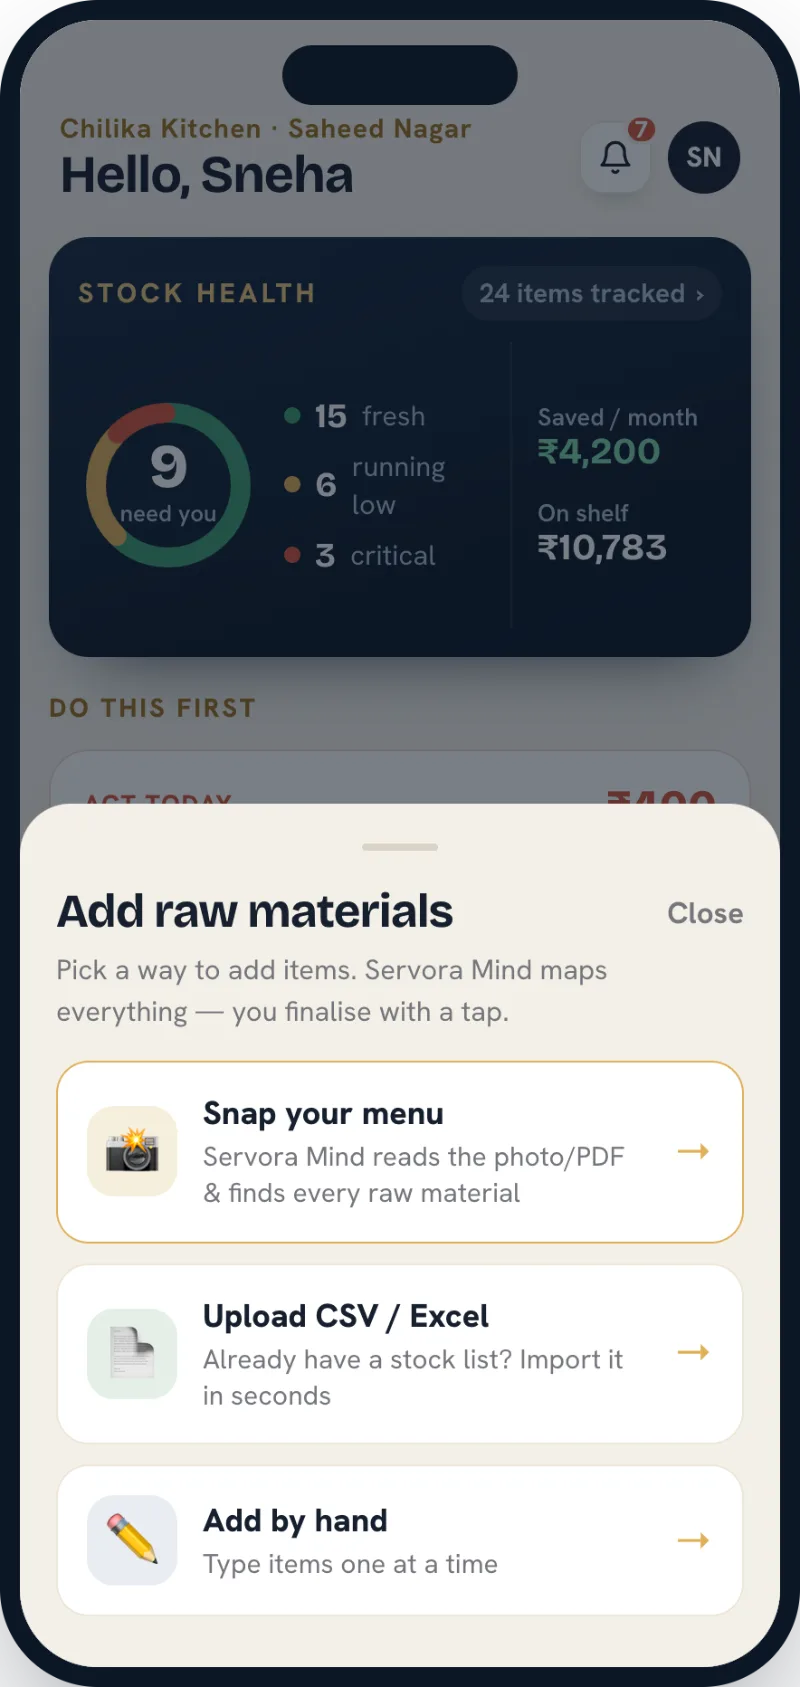 Chilika Kitchen · Saheed Nagar
Hello, Sneha
7
SN
STOCK HEALTH
24 items tracked ›
9
need you
15 fresh
6 running
low
3 critical
Saved / month
₹4,200
On shelf
₹10,783
DO THIS FIRST
ACT TODAY
₹400
Add raw materials
Close
Pick a way to add items. Servora Mind maps
everything — you finalise with a tap.
Snap your menu
Servora Mind reads the photo/PDF
& finds every raw material
→
Upload CSV / Excel
Already have a stock list? Import it
in seconds
→
Add by hand
Type items one at a time
→